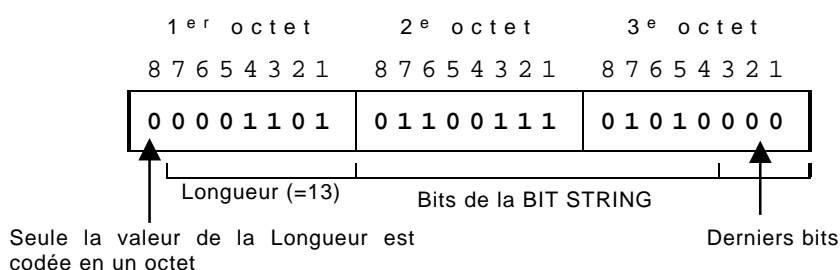 1er octet 2e octet 3e octet
8 7 6 5 4 3 2 1 8 7 6 5 4 3 2 1 8 7 6 5 4 3 2 1
0 0 0 0 1 1 0 1 0 1 1 0 0 1 1 1 0 1 0 1 0 0 0 0
Longueur (=13) Bits de la BIT STRING
Seule la valeur de la Longueur est Derniers bits
codée en un octet